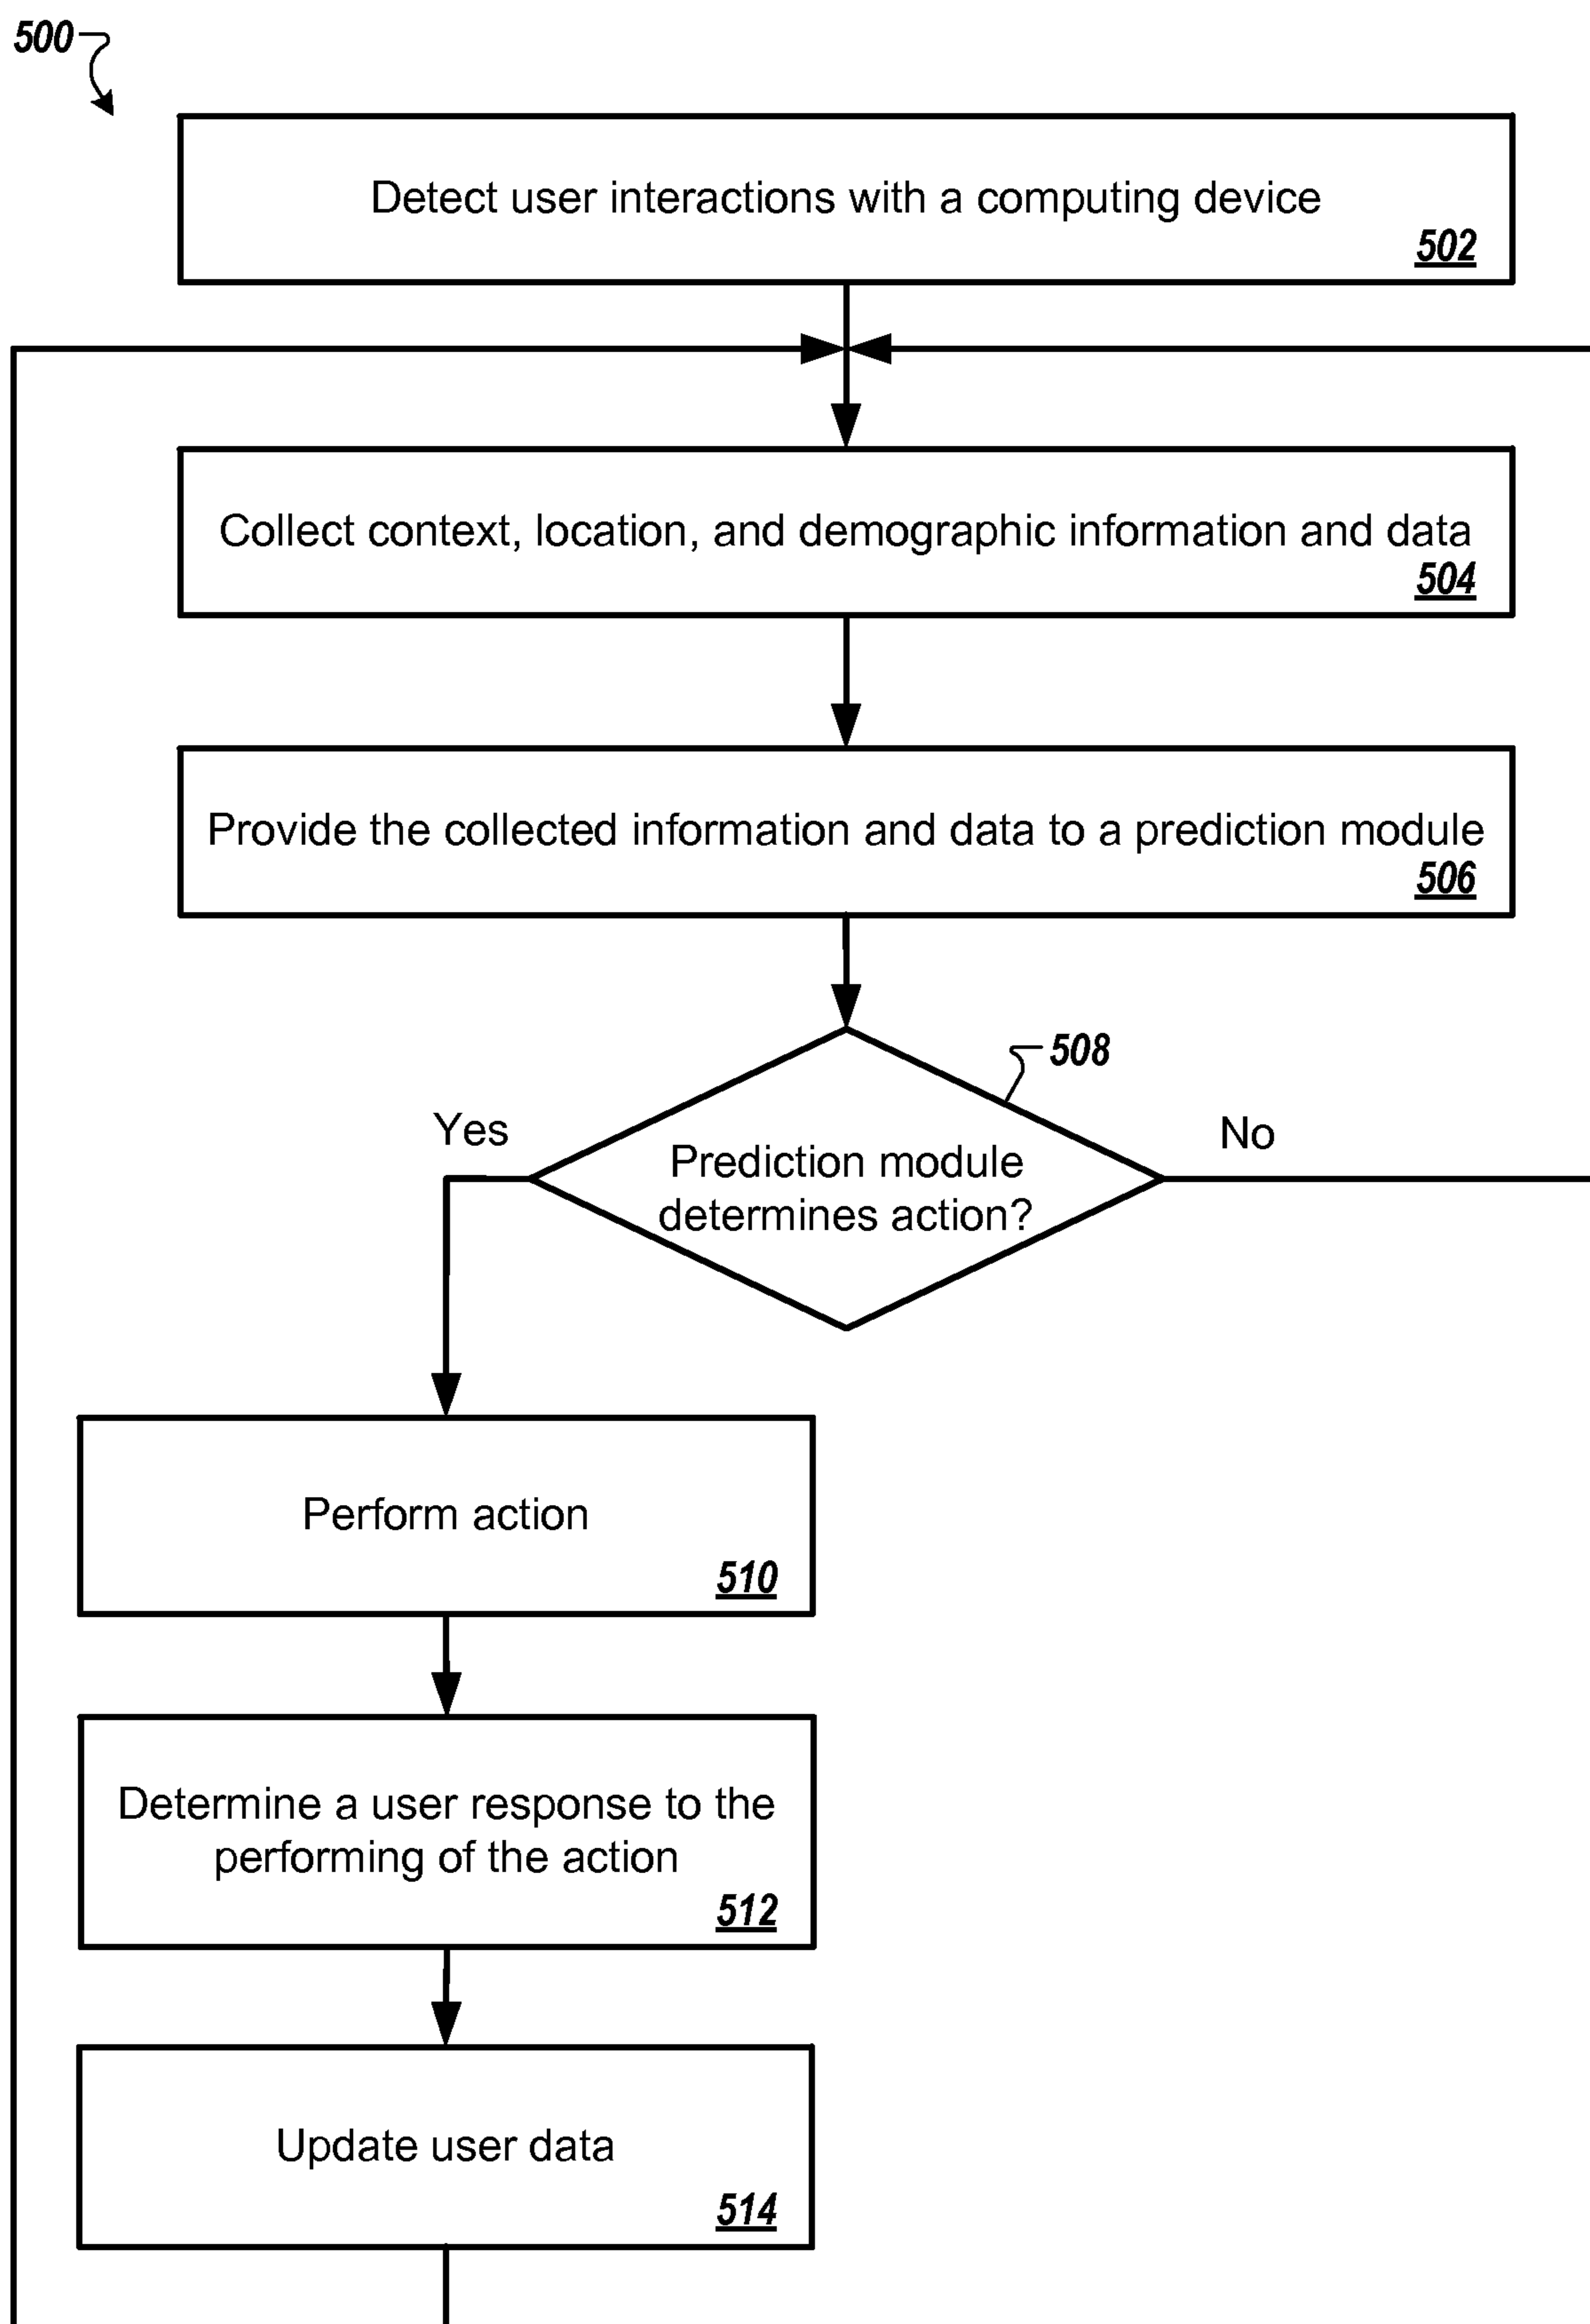 500
Detect user interactions with a computing device
502
Collect context, location, and demographic information and data
504
Provide the collected information and data to a prediction module
506
508
Yes
No
Prediction module
determines action?
Perform action
510
Determine a user response to the
performing of the action
512
Update user data
514